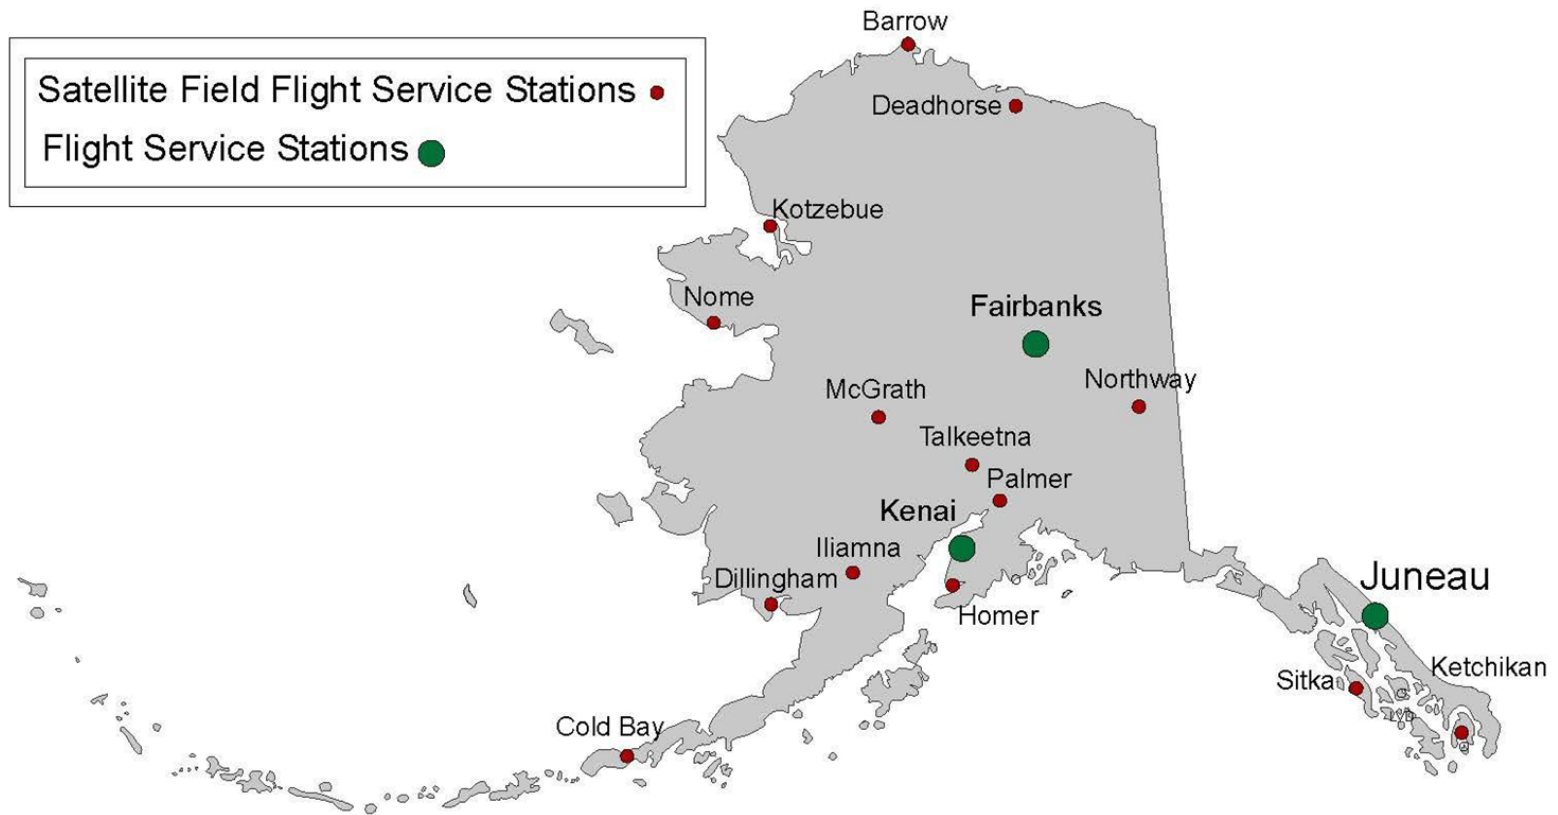 Barrow
Satellite Field Flight Service Stations
Deadhorse
Flight Service Stations
Kotzebue
Nome
Fairbanks
Northway
McGrath
Talkeetna
Palmer
Kenai
Iliamna
Dillingham
Juneau
Homer
Ketchikan
Sitka
Cold Bay